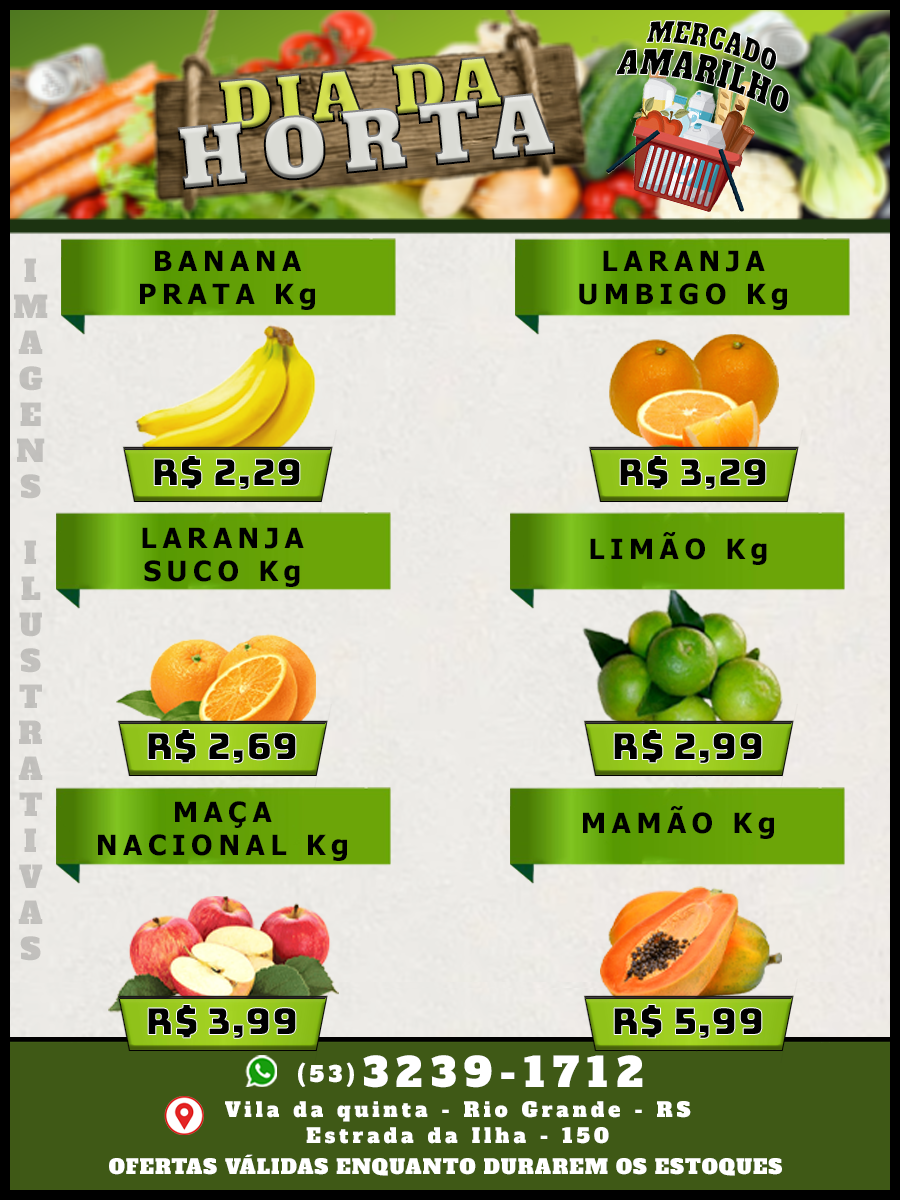 DIA DA
HORTA
MERCADO
AMARILHO
IMAGENS ILUSTRATIVAS
BANANA
PRATA Kg
R$ 2,29
LARANJA
UMBIGO Kg
R$ 3,29
LARANJA
SUCO Kg
R$ 2,69
LIMÃO Kg
R$ 2,99
MAÇA
NACIONAL Kg
R$ 3,99
MAMÃO Kg
R$ 5,99
(53) 3239-1712
Vila da quinta - Rio Grande - RS
Estrada da Ilha - 150
OFERTAS VÁLIDAS ENQUANTO DURAREM OS ESTOQUES